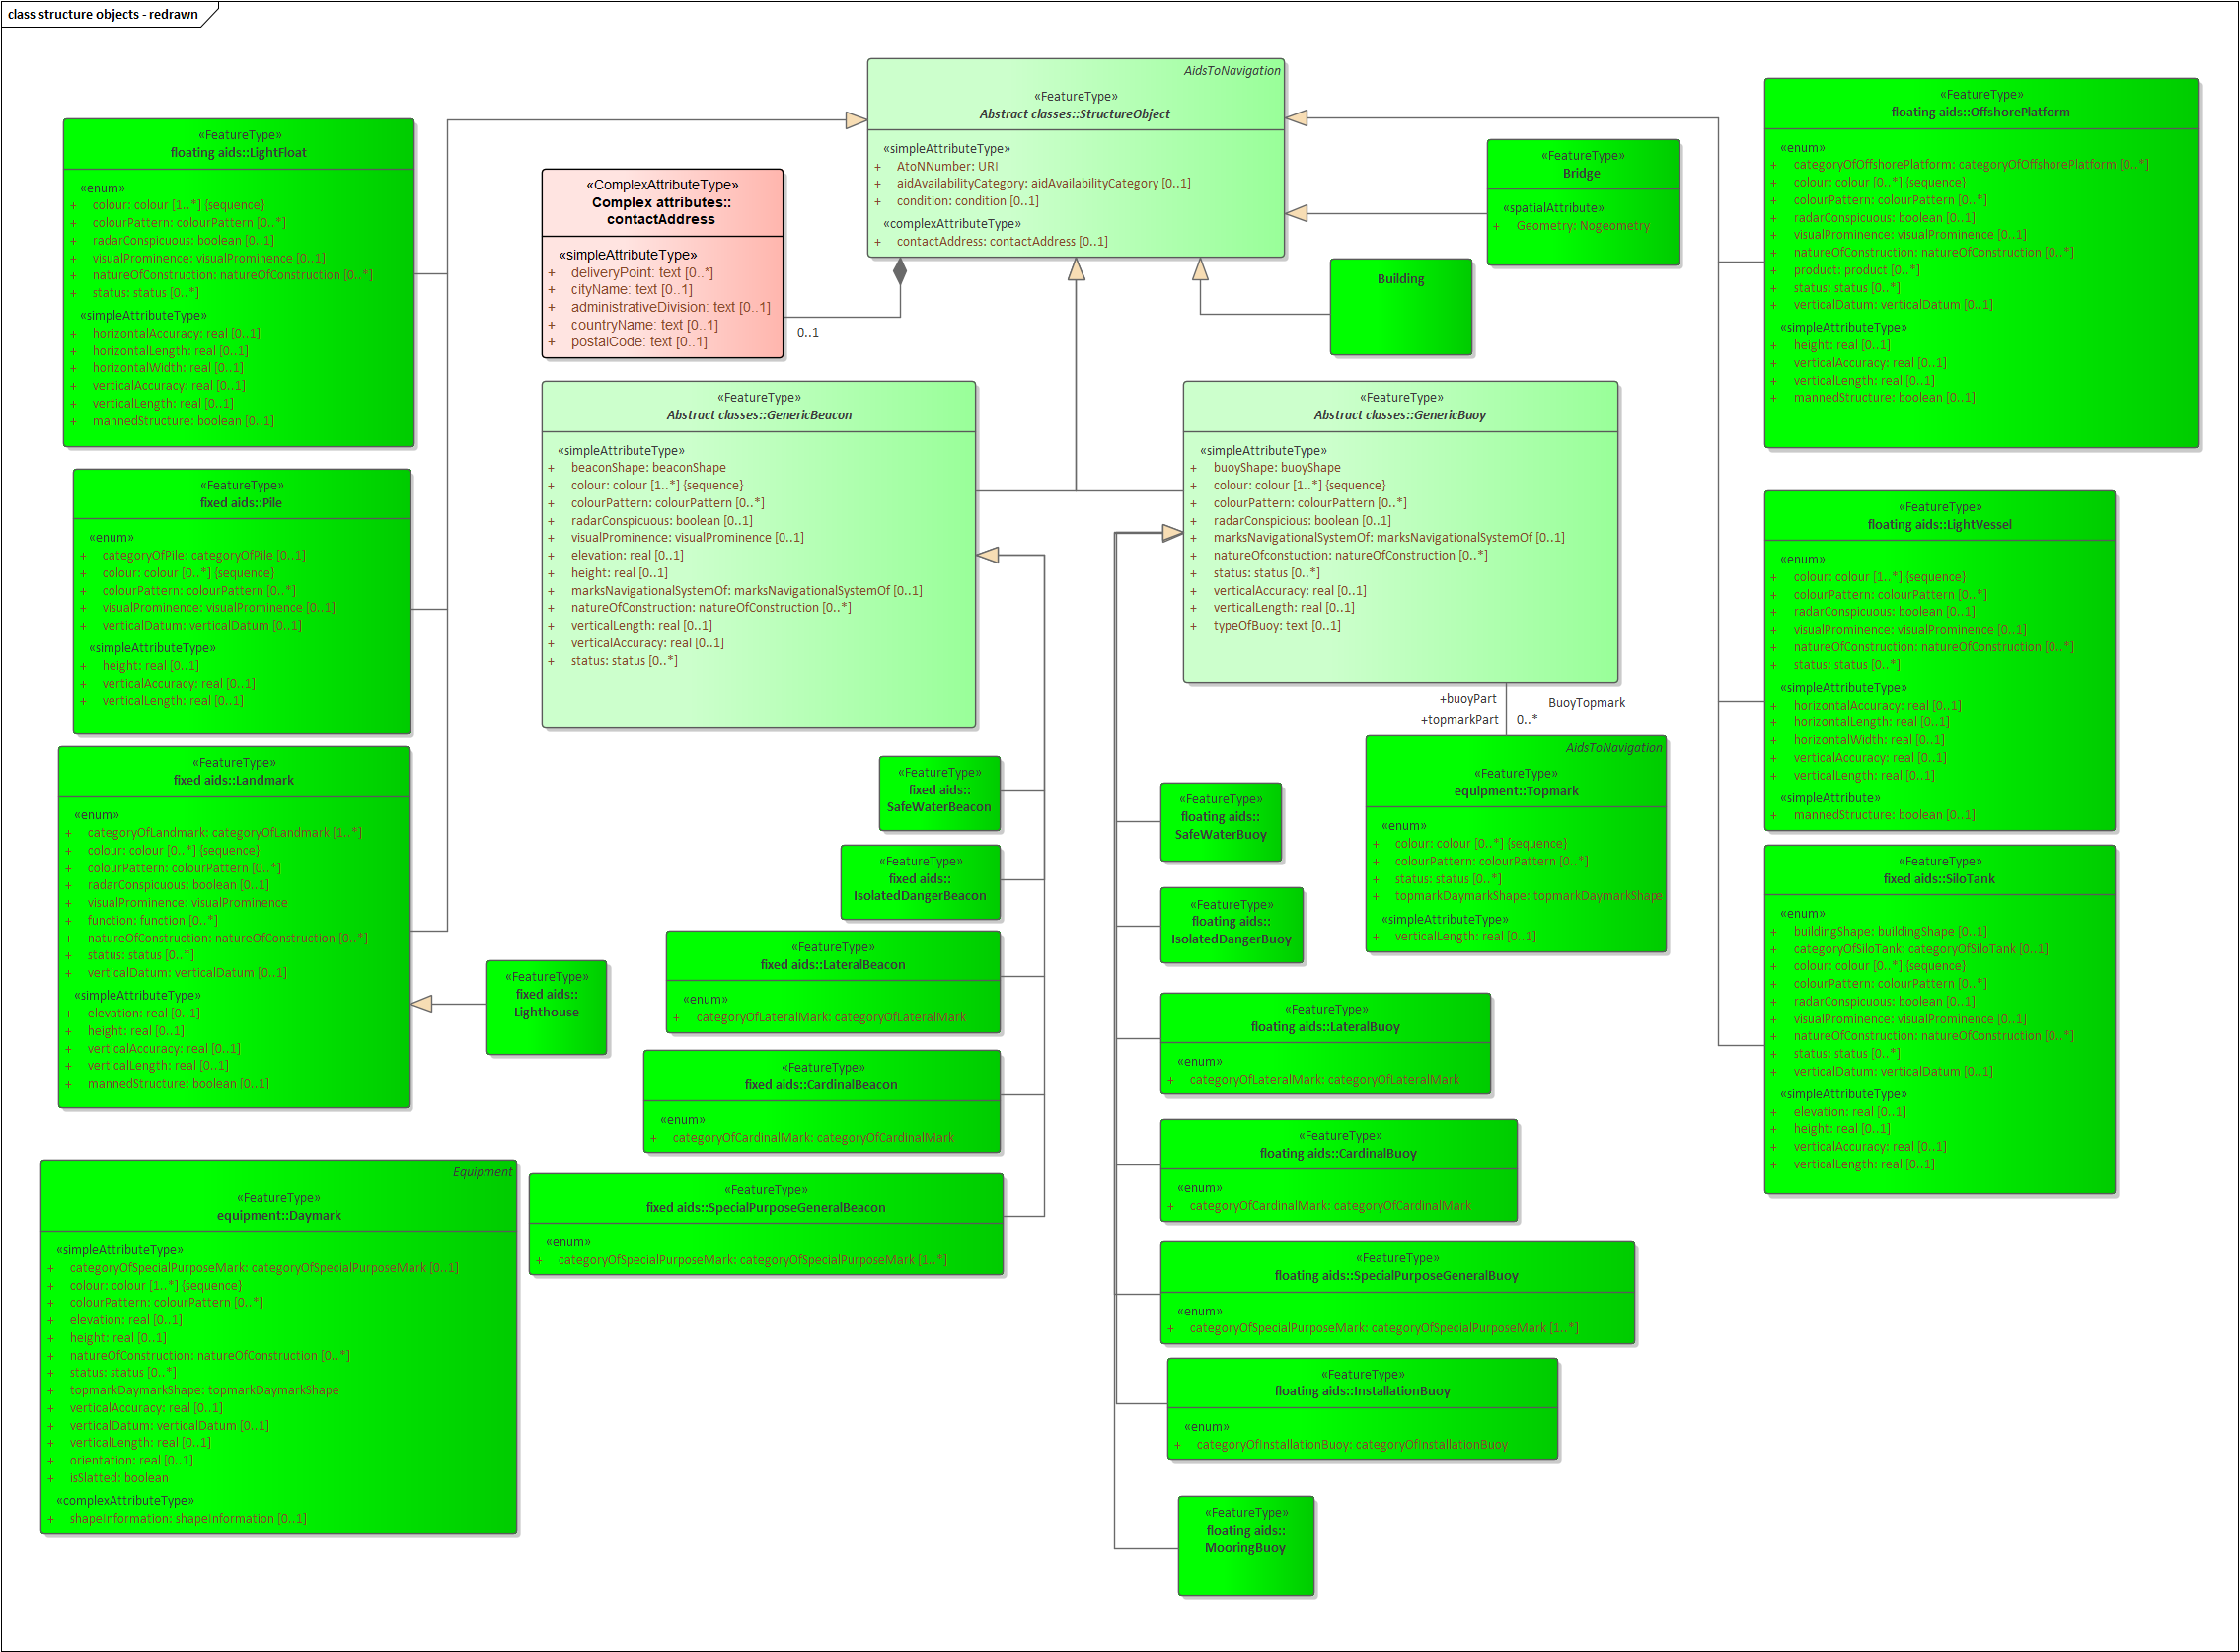 class structure objects - redrawn
AidsToNavigation
«FeatureType»
Abstract classes::StructureObject
«simpleAttributeType»
+ AtoNNumber: URI
+ aidAvailabilityCategory: aidAvailabilityCategory [0..1]
+ condition: condition [0..1]
«complexAttributeType»
+ contactAddress: contactAddress [0..1]
«FeatureType»
floating aids::LightFloat
«enum»
+ colour: colour [1..*] {sequence}
+ colourPattern: colourPattern [0..*]
+ radarConspicuous: boolean [0..1]
+ visualProminence: visualProminence [0..1]
+ natureOfConstruction: natureOfConstruction [0..*]
+ status: status [0..*]
«simpleAttributeType»
+ horizontalAccuracy: real [0..1]
+ horizontalLength: real [0..1]
+ horizontalWidth: real [0..1]
+ verticalAccuracy: real [0..1]
+ verticalLength: real [0..1]
+ mannedStructure: boolean [0..1]
«ComplexAttributeType»
Complex attributes::
contactAddress
«simpleAttributeType»
+ deliveryPoint: text [0..*]
+ cityName: text [0..1]
+ administrativeDivision: text [0..1]
+ countryName: text [0..1]
+ postalCode: text [0..1]
0..1
«FeatureType»
Bridge
«spatialAttribute»
+ Geometry: Nogeometry
Building
«FeatureType»
floating aids::OffshorePlatform
«enum»
+ categoryOfOffshorePlatform: categoryOfOffshorePlatform [0..*]
+ colour: colour [0..*] {sequence}
+ colourPattern: colourPattern [0..*]
+ radarConspicuous: boolean [0..1]
+ visualProminence: visualProminence [0..1]
+ natureOfConstruction: natureOfConstruction [0..*]
+ product: product [0..*]
+ status: status [0..*]
+ verticalDatum: verticalDatum [0..1]
«simpleAttributeType»
+ height: real [0..1]
+ verticalAccuracy: real [0..1]
+ verticalLength: real [0..1]
+ mannedStructure: boolean [0..1]
«FeatureType»
fixed aids::Pile
«enum»
+ categoryOfPile: categoryOfPile [0..1]
+ colour: colour [0..*] {sequence}
+ colourPattern: colourPattern [0..*]
+ visualProminence: visualProminence [0..1]
+ verticalDatum: verticalDatum [0..1]
«simpleAttributeType»
+ height: real [0..1]
+ verticalAccuracy: real [0..1]
+ verticalLength: real [0..1]
«FeatureType»
Abstract classes::GenericBeacon
«simpleAttributeType»
+ beaconShape: beaconShape
+ colour: colour [1..*] {sequence}
+ colourPattern: colourPattern [0..*]
+ radarConspicuous: boolean [0..1]
+ visualProminence: visualProminence [0..1]
+ elevation: real [0..1]
+ height: real [0..1]
+ marksNavigationalSystemOf: marksNavigationalSystemOf [0..1]
+ natureOfConstruction: natureOfConstruction [0..*]
+ verticalLength: real [0..1]
+ verticalAccuracy: real [0..1]
+ status: status [0..*]
«FeatureType»
Abstract classes::GenericBuoy
«simpleAttributeType»
+ buoyShape: buoyShape
+ colour: colour [1..*] {sequence}
+ colourPattern: colourPattern [0..*]
+ radarConspicious: boolean [0..1]
+ marksNavigationalSystemOf: marksNavigationalSystemOf [0..1]
+ natureOfconstuction: natureOfConstruction [0..*]
+ status: status [0..*]
+ verticalAccuracy: real [0..1]
+ verticalLength: real [0..1]
+ typeOfBuoy: text [0..1]
+buoyPart
BuoyTopmark
+topmarkPart
0..*
AidsToNavigation
«FeatureType»
equipment::Topmark
«enum»
+ colour: colour [0..*] {sequence}
+ colourPattern: colourPattern [0..*]
+ status: status [0..*]
+ topmarkDaymarkShape: topmarkDaymarkShape
«simpleAttributeType»
+ verticalLength: real [0..1]
«FeatureType»
floating aids::LightVessel
«enum»
+ colour: colour [1..*] {sequence}
+ colourPattern: colourPattern [0..*]
+ radarConspicuous: boolean [0..1]
+ visualProminence: visualProminence [0..1]
+ natureOfConstruction: natureOfConstruction [0..*]
+ status: status [0..*]
«simpleAttributeType»
+ horizontalAccuracy: real [0..1]
+ horizontalLength: real [0..1]
+ horizontalWidth: real [0..1]
+ verticalAccuracy: real [0..1]
+ verticalLength: real [0..1]
«simpleAttribute»
+ mannedStructure: boolean [0..1]
«FeatureType»
fixed aids::Landmark
«enum»
+ categoryOfLandmark: categoryOfLandmark [1..*]
+ colour: colour [0..*] {sequence}
+ colourPattern: colourPattern [0..*]
+ radarConspicuous: boolean [0..1]
+ visualProminence: visualProminence
+ function: function [0..*]
+ natureOfConstruction: natureOfConstruction [0..*]
+ status: status [0..*]
+ verticalDatum: verticalDatum [0..1]
«simpleAttributeType»
+ elevation: real [0..1]
+ height: real [0..1]
+ verticalAccuracy: real [0..1]
+ verticalLength: real [0..1]
+ mannedStructure: boolean [0..1]
«FeatureType»
fixed aids::
Lighthouse
«FeatureType»
fixed aids::
SafeWaterBeacon
«FeatureType»
fixed aids::
IsolatedDangerBeacon
«FeatureType»
fixed aids::LateralBeacon
«enum»
+ categoryOfLateralMark: categoryOfLateralMark
«FeatureType»
fixed aids::CardinalBeacon
«enum»
+ categoryOfCardinalMark: categoryOfCardinalMark
«FeatureType»
fixed aids::SpecialPurposeGeneralBeacon
«enum»
+ categoryOfSpecialPurposeMark: categoryOfSpecialPurposeMark [1..*]
«FeatureType»
floating aids::
SafeWaterBuoy
«FeatureType»
floating aids::
IsolatedDangerBuoy
«FeatureType»
floating aids::LateralBuoy
«enum»
+ categoryOfLateralMark: categoryOfLateralMark
«FeatureType»
floating aids::CardinalBuoy
«enum»
+ categoryOfCardinalMark: categoryOfCardinalMark
«FeatureType»
floating aids::SpecialPurposeGeneralBuoy
«enum»
+ categoryOfSpecialPurposeMark: categoryOfSpecialPurposeMark [1..*]
«FeatureType»
floating aids::InstallationBuoy
«enum»
+ categoryOfInstallationBuoy: categoryOfInstallationBuoy
«FeatureType»
floating aids::
MooringBuoy
«FeatureType»
fixed aids::SiloTank
«enum»
+ buildingShape: buildingShape [0..1]
+ categoryOfSiloTank: categoryOfSiloTank [0..1]
+ colour: colour [0..*] {sequence}
+ colourPattern: colourPattern [0..*]
+ radarConspicuous: boolean [0..1]
+ visualProminence: visualProminence [0..1]
+ natureOfConstruction: natureOfConstruction [0..*]
+ status: status [0..*]
+ verticalDatum: verticalDatum [0..1]
«simpleAttributeType»
+ elevation: real [0..1]
+ height: real [0..1]
+ verticalAccuracy: real [0..1]
+ verticalLength: real [0..1]
Equipment
«FeatureType»
equipment::Daymark
«simpleAttributeType»
+ categoryOfSpecialPurposeMark: categoryOfSpecialPurposeMark [0..1]
+ colour: colour [1..*] {sequence}
+ colourPattern: colourPattern [0..*]
+ elevation: real [0..1]
+ height: real [0..1]
+ natureOfConstruction: natureOfConstruction [0..*]
+ status: status [0..*]
+ topmarkDaymarkShape: topmarkDaymarkShape
+ verticalAccuracy: real [0..1]
+ verticalDatum: verticalDatum [0..1]
+ verticalLength: real [0..1]
+ orientation: real [0..1]
+ isSlatted: boolean
«complexAttributeType»
+ shapeInformation: shapeInformation [0..1]